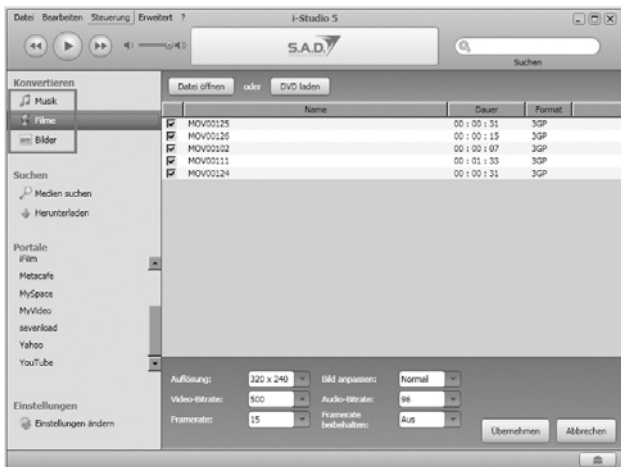 Datei Bearbeiten Steuerung Erweitert ?
i-Studio 5
S.A.D.
Suchen
Konvertieren
Musik
Filme
Bilder
Suchen
Medien suchen
Herunterladen
Portale
iFilm
Metacafe
MySpace
MyVideo
sevenload
Yahoo
YouTube
Einstellungen
Einstellungen ändern
Datei öffnen oder DVD laden
Name Dauer Format
MOV00125 00 : 00 : 31 3GP
MOV00126 00 : 00 : 15 3GP
MOV00102 00 : 00 : 07 3GP
MOV00111 00 : 01 : 33 3GP
MOV00124 00 : 00 : 31 3GP
Auflösung: 320 x 240 Bild anpassen: Normal
Video-Bitrate: 500 Audio-Bitrate: 96
Framerate: 15 Framerate beibehalten: Aus
Übernehmen Abbrechen